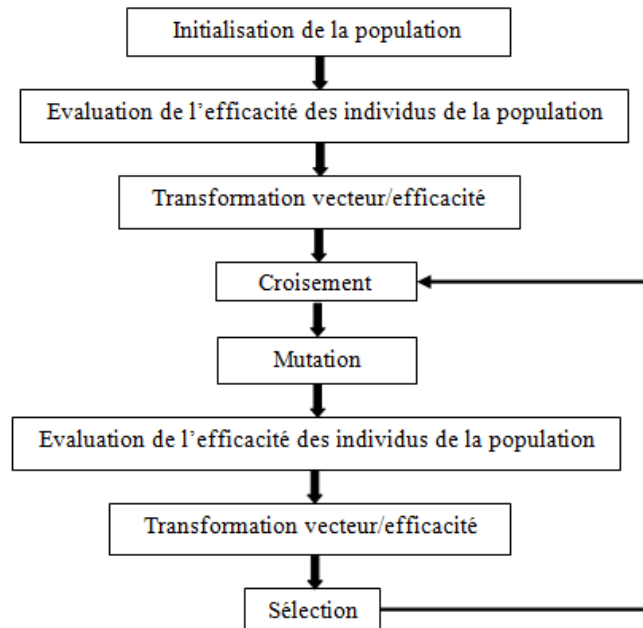 Initialisation de la population
Evaluation de l’efficacité des individus de la population
Transformation vecteur/efficacité
Croisement
Mutation
Evaluation de l’efficacité des individus de la population
Transformation vecteur/efficacité
Sélection